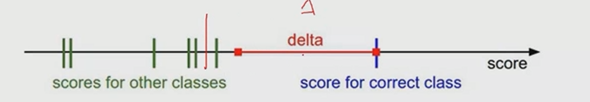 A
delta
score
scores for other classes
score for correct class